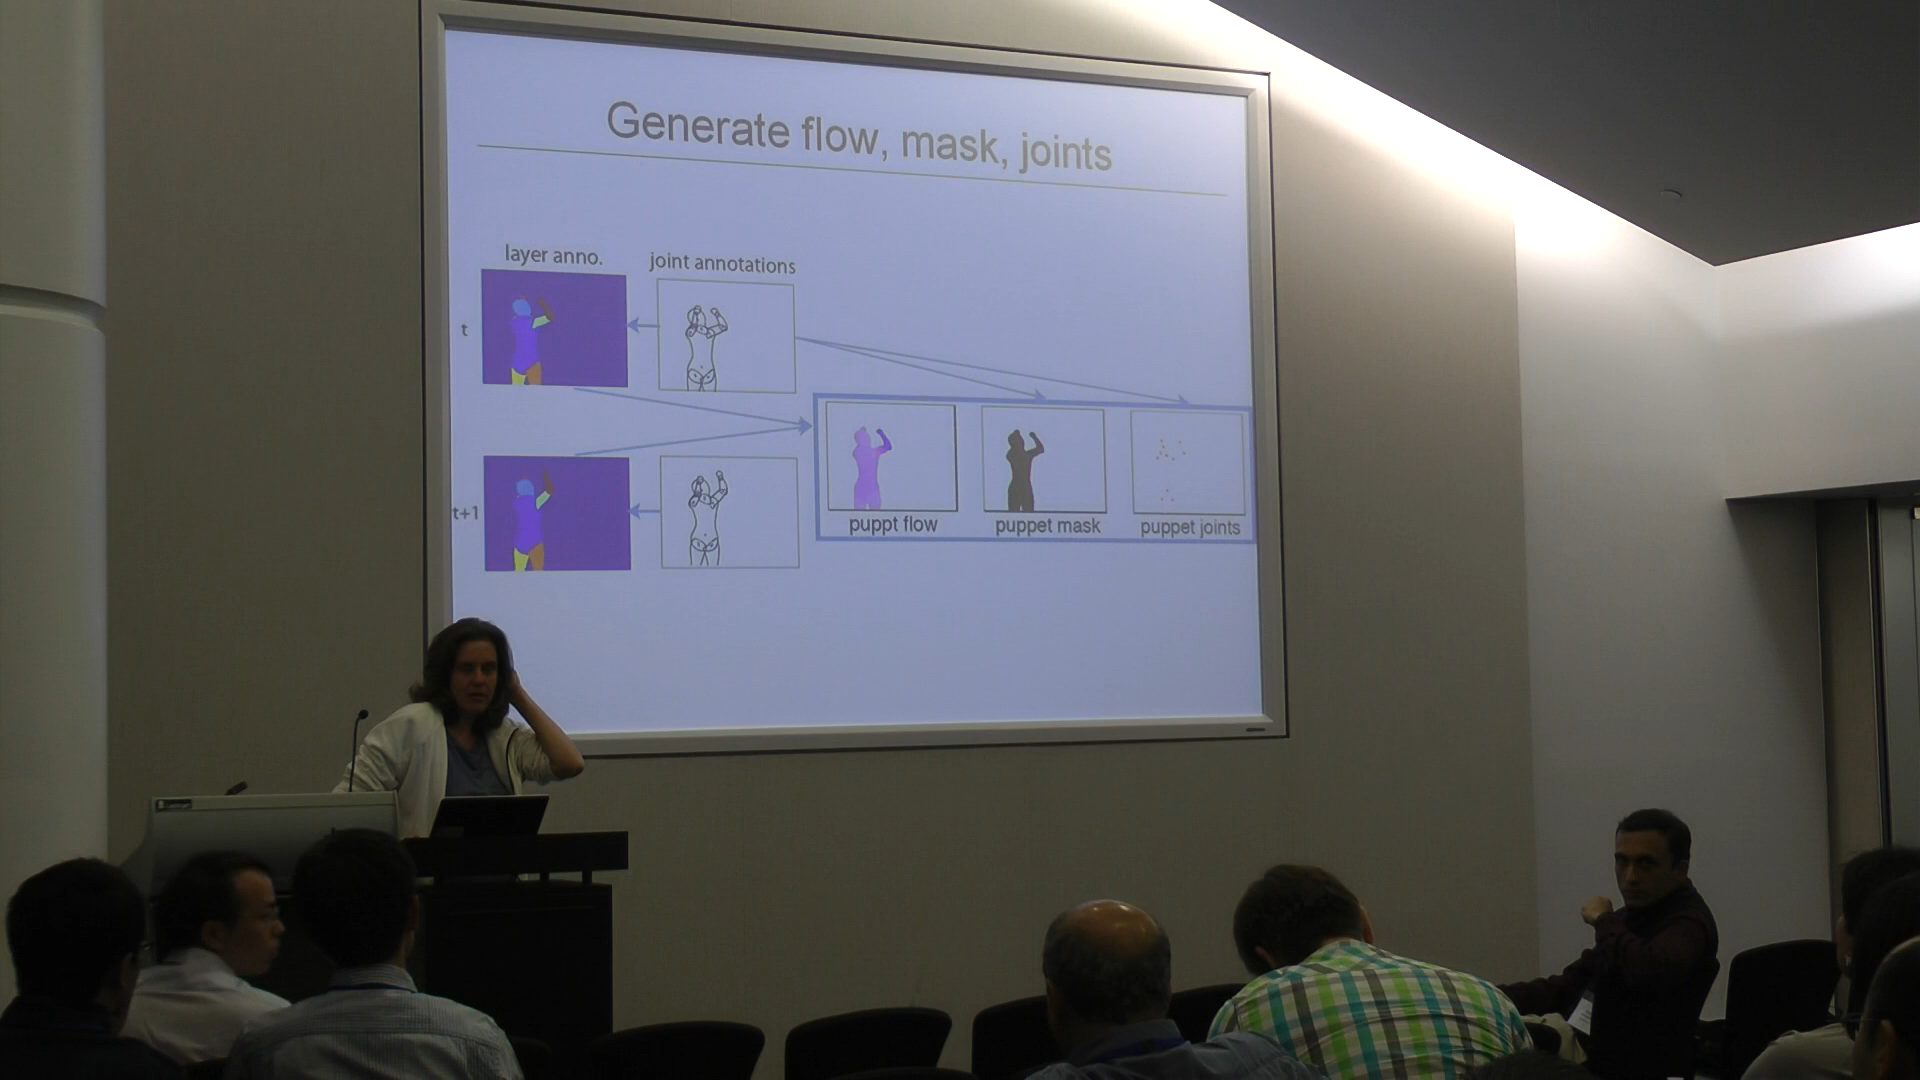 Generate flow, mask, joints
layer anno.
joint annotations
t
t+1
puppt flow
puppet mask
puppet joints